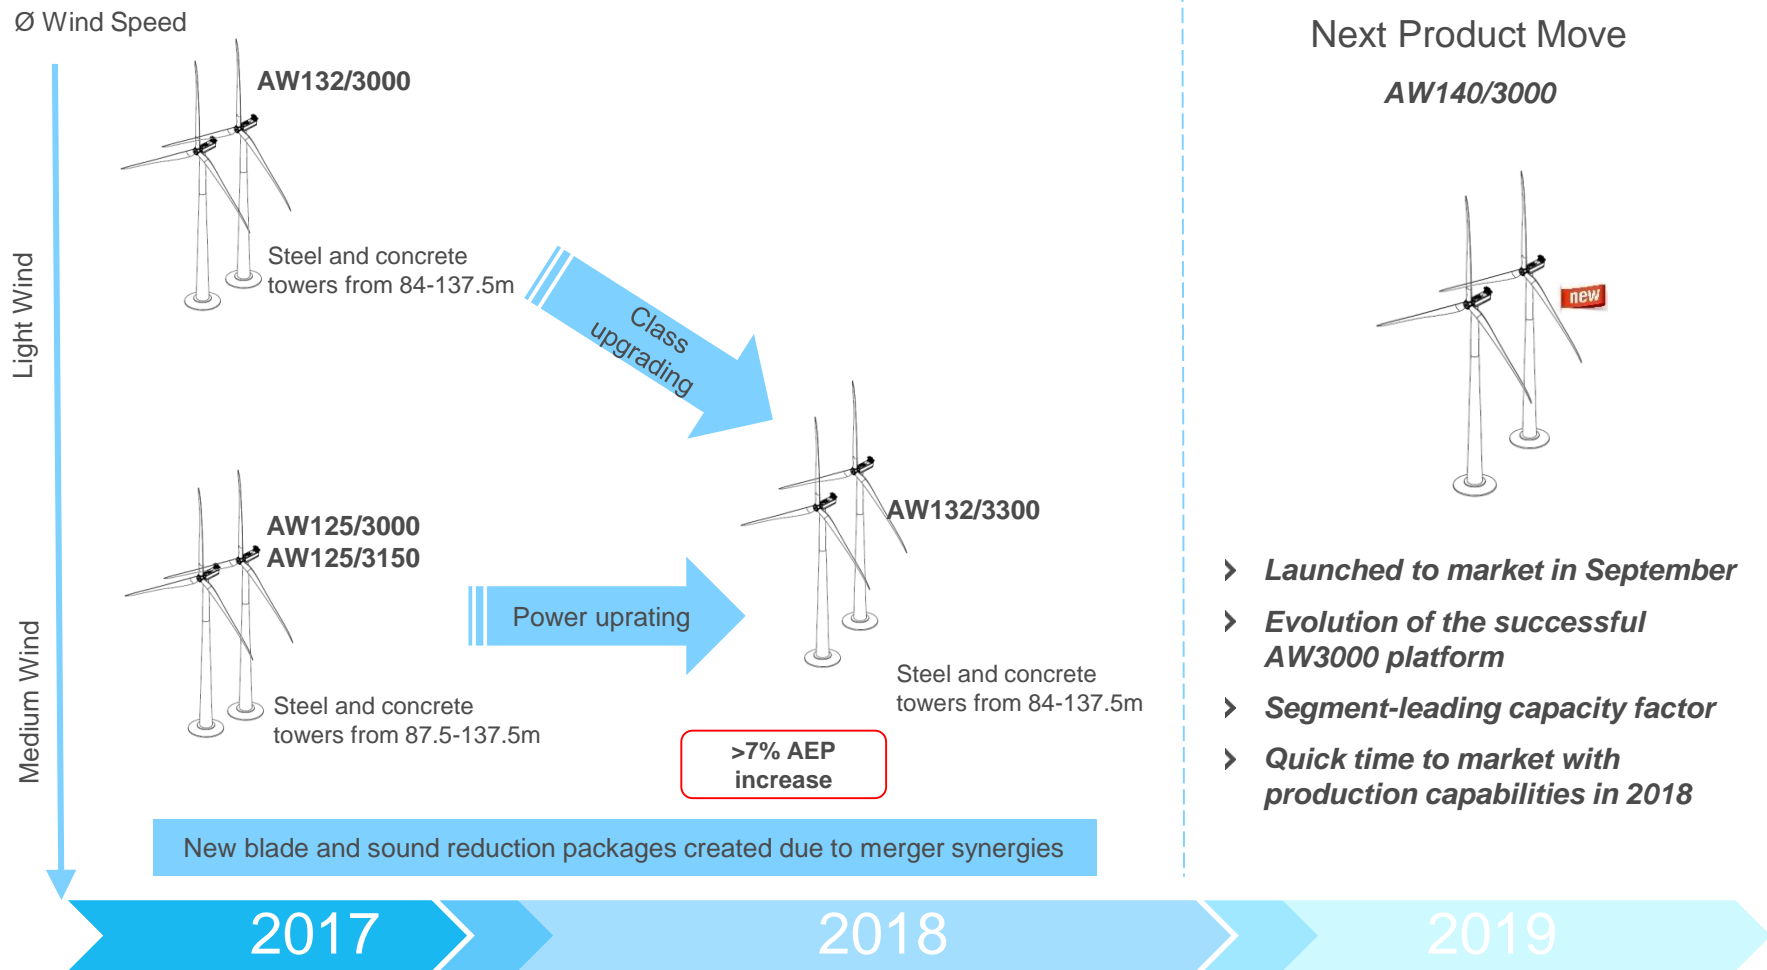 Ø Wind Speed
Light Wind
Medium Wind
AW132/3000
Steel and concrete
towers from 84-137.5m
Class
upgrading
AW125/3000
AW125/3150
Steel and concrete
towers from 87.5-137.5m
Power uprating
AW132/3300
Steel and concrete
towers from 84-137.5m
>7% AEP
increase
New blade and sound reduction packages created due to merger synergies
Next Product Move
AW140/3000
new
Launched to market in September
Evolution of the successful
AW3000 platform
Segment-leading capacity factor
Quick time to market with
production capabilities in 2018
2017
2018
2019